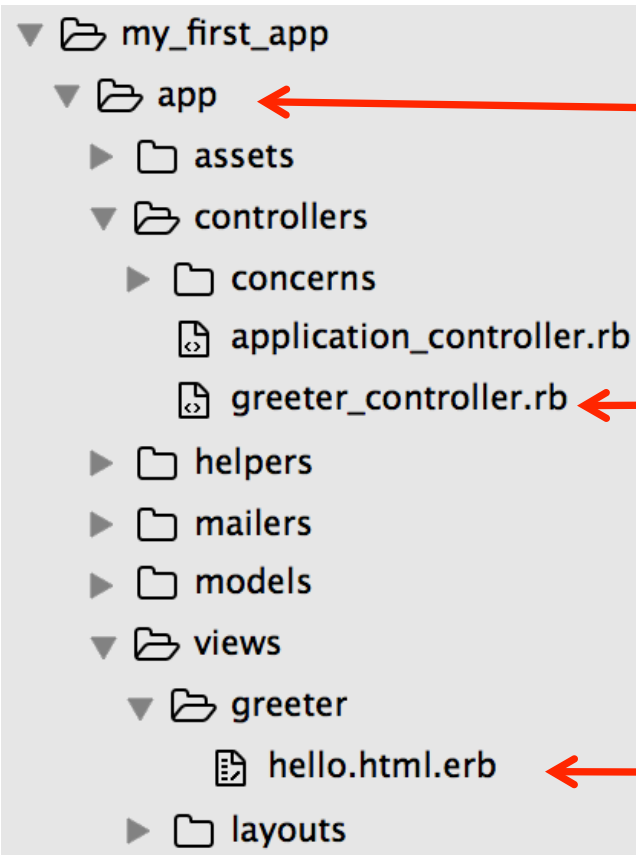 my_first_app
app
assets
controllers
concerns
application_controller.rb
greeter_controller.rb
helpers
mailers
models
views
greeter
hello.html.erb
layouts